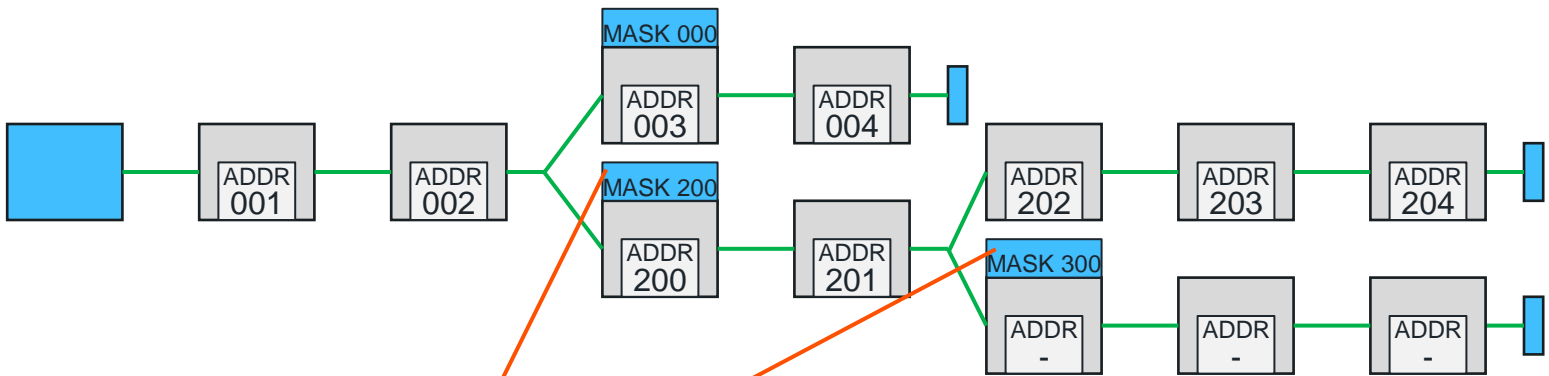 MASK 000
ADDR
003
ADDR
004
ADDR
001
ADDR
002
MASK 200
ADDR
200
ADDR
201
ADDR
202
ADDR
203
ADDR
204
MASK 300
ADDR
-
ADDR
-
ADDR
-